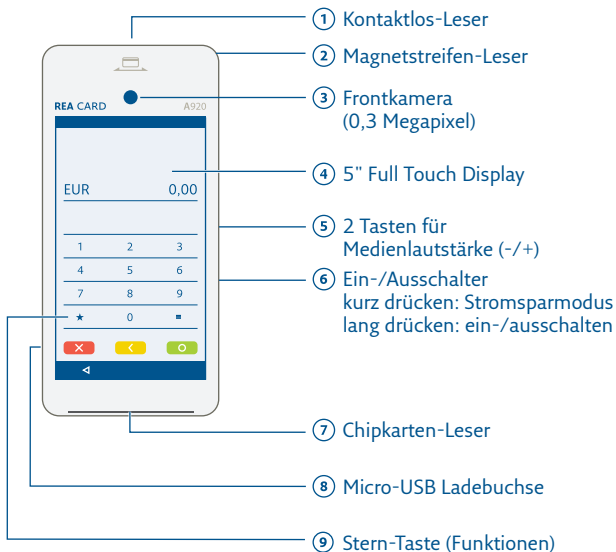 1 Kontaktlos-Leser
2 Magnetstreifen-Leser
REA CARD A920
3 Frontkamera
(0,3 Megapixel)
4 5" Full Touch Display
EUR 0,00
5 2 Tasten für
Medienlautstärke (-/+)
1 2 3
4 5 6
7 8 9
★ 0 ▪
6 Ein-/Ausschalter
kurz drücken: Stromsparmodus
lang drücken: ein-/ausschalten
7 Chipkarten-Leser
8 Micro-USB Ladebuchse
9 Stern-Taste (Funktionen)